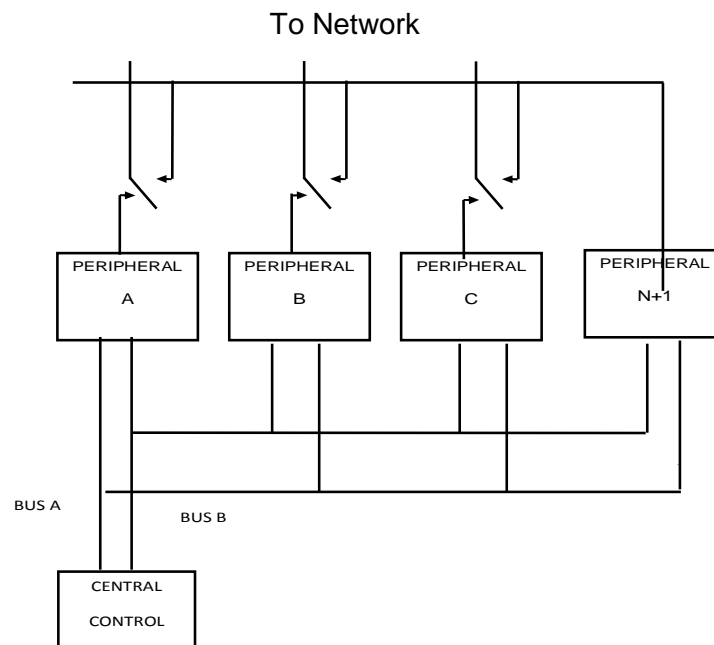 To Network
PERIPHERAL
A
PERIPHERAL
B
PERIPHERAL
C
PERIPHERAL
N+1
BUS A
BUS B
CENTRAL
CONTROL